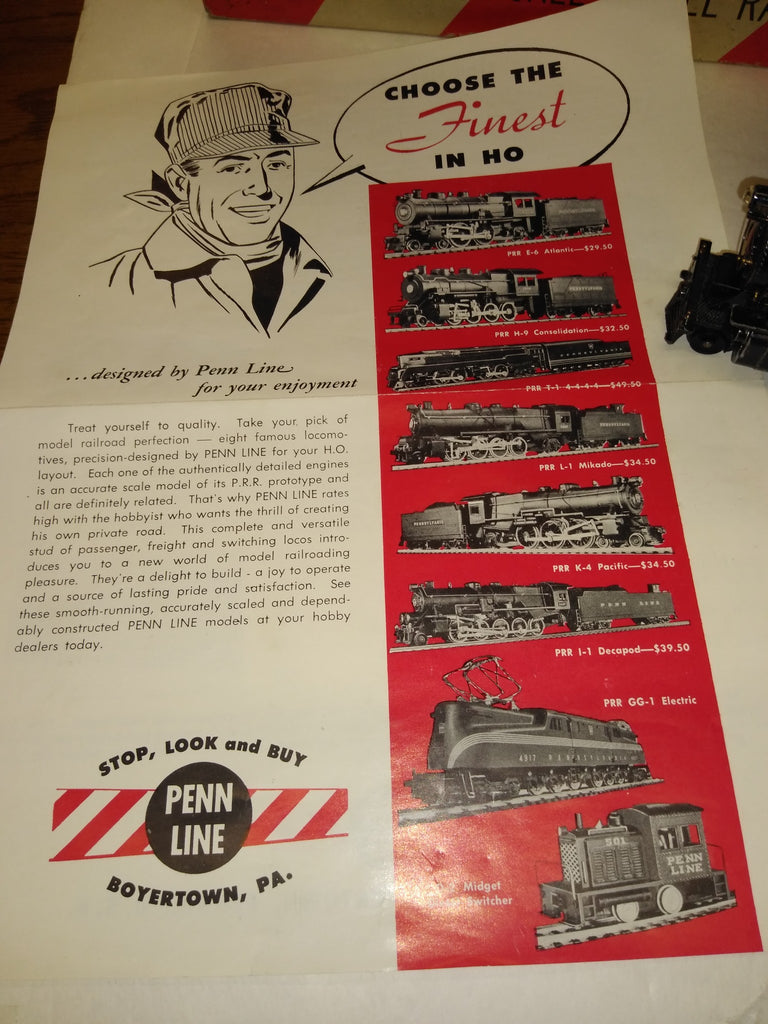 CHOOSE THE
Finest
IN HO
PRR E-6 Atlantic—$29.50
PRR H-9 Consolidation—$32.50
PRR T-1 4-4-4-4—$49.50
PRR L-1 Mikado—$34.50
PRR K-4 Pacific—$34.50
PRR I-1 Decapod—$39.50
PRR GG-1 Electric
4917 PENNSYLVANIA
501
PENN
LINE
Midget
Switcher
...designed by Penn Line
for your enjoyment
Treat yourself to quality. Take your pick of
model railroad perfection — eight famous locomo-
tives, precision-designed by PENN LINE for your H.O.
layout. Each one of the authentically detailed engines
is an accurate scale model of its P.R.R. prototype and
all are definitely related. That's why PENN LINE rates
high with the hobbyist who wants the thrill of creating
his own private road. This complete and versatile
stud of passenger, freight and switching locos intro-
duces you to a new world of model railroading
pleasure. They're a delight to build - a joy to operate
and a source of lasting pride and satisfaction. See
these smooth-running, accurately scaled and depend-
ably constructed PENN LINE models at your hobby
dealers today.
STOP, LOOK and BUY
PENN
LINE
BOYERTOWN, PA.